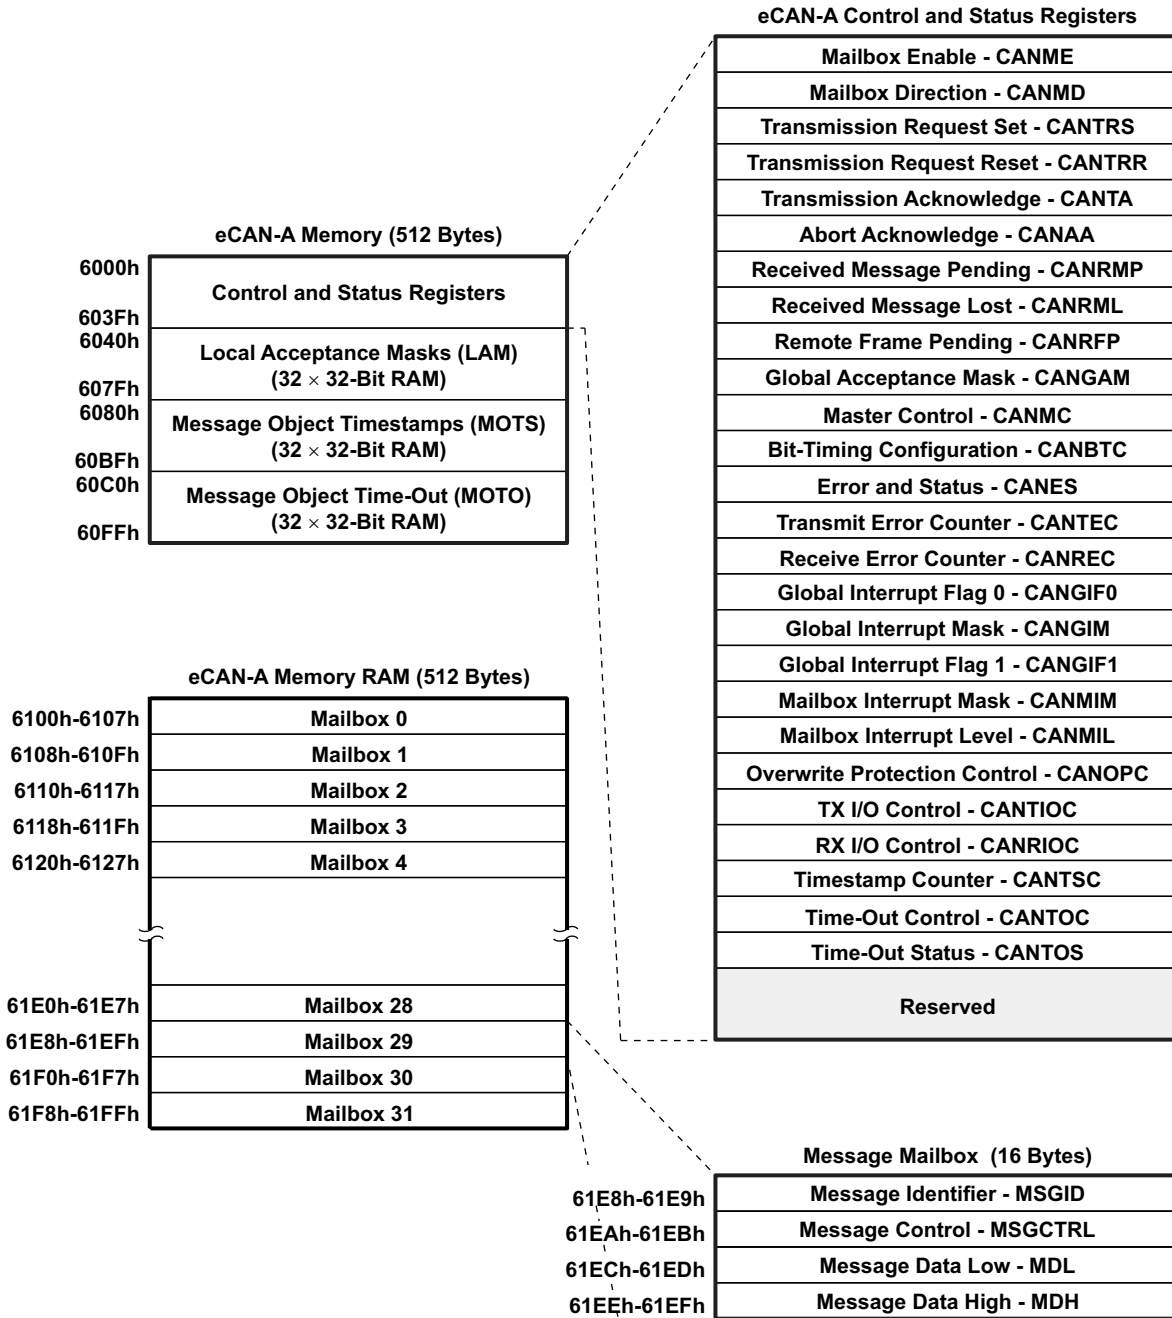 eCAN-A Control and Status Registers
Mailbox Enable - CANME
Mailbox Direction - CANMD
Transmission Request Set - CANTRS
Transmission Request Reset - CANTRR
Transmission Acknowledge - CANTA
Abort Acknowledge - CANAA
Received Message Pending - CANRMP
Received Message Lost - CANRML
Remote Frame Pending - CANRFP
Global Acceptance Mask - CANGAM
Master Control - CANMC
Bit-Timing Configuration - CANBTC
Error and Status - CANES
Transmit Error Counter - CANTEC
Receive Error Counter - CANREC
Global Interrupt Flag 0 - CANGIF0
Global Interrupt Mask - CANGIM
Global Interrupt Flag 1 - CANGIF1
Mailbox Interrupt Mask - CANMIM
Mailbox Interrupt Level - CANMIL
Overwrite Protection Control - CANOPC
TX I/O Control - CANTIOC
RX I/O Control - CANRIOC
Timestamp Counter - CANTSC
Time-Out Control - CANTOC
Time-Out Status - CANTOS
Reserved
eCAN-A Memory (512 Bytes)
6000h
Control and Status Registers
603Fh
6040h
Local Acceptance Masks (LAM)
(32 × 32-Bit RAM)
607Fh
6080h
Message Object Timestamps (MOTS)
(32 × 32-Bit RAM)
60BFh
60C0h
Message Object Time-Out (MOTO)
(32 × 32-Bit RAM)
60FFh
eCAN-A Memory RAM (512 Bytes)
6100h-6107h Mailbox 0
6108h-610Fh Mailbox 1
6110h-6117h Mailbox 2
6118h-611Fh Mailbox 3
6120h-6127h Mailbox 4
61E0h-61E7h Mailbox 28
61E8h-61EFh Mailbox 29
61F0h-61F7h Mailbox 30
61F8h-61FFh Mailbox 31
Message Mailbox (16 Bytes)
61E8h-61E9h Message Identifier - MSGID
61EAh-61EBh Message Control - MSGCTRL
61ECh-61EDh Message Data Low - MDL
61EEh-61EFh Message Data High - MDH